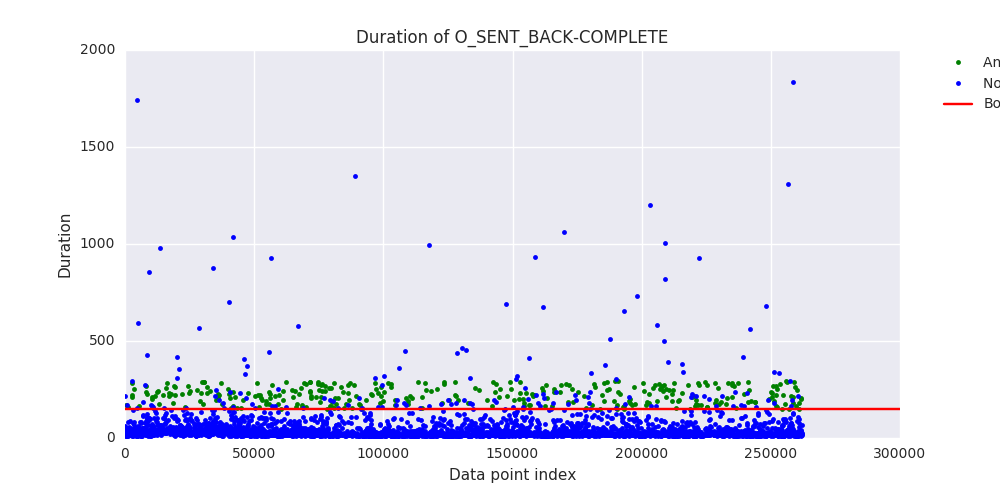 Duration of O_SENT_BACK-COMPLETE
2000
1500
1000
500
0
Duration
0
50000
100000
150000
200000
250000
300000
Data point index
An
No
Bo